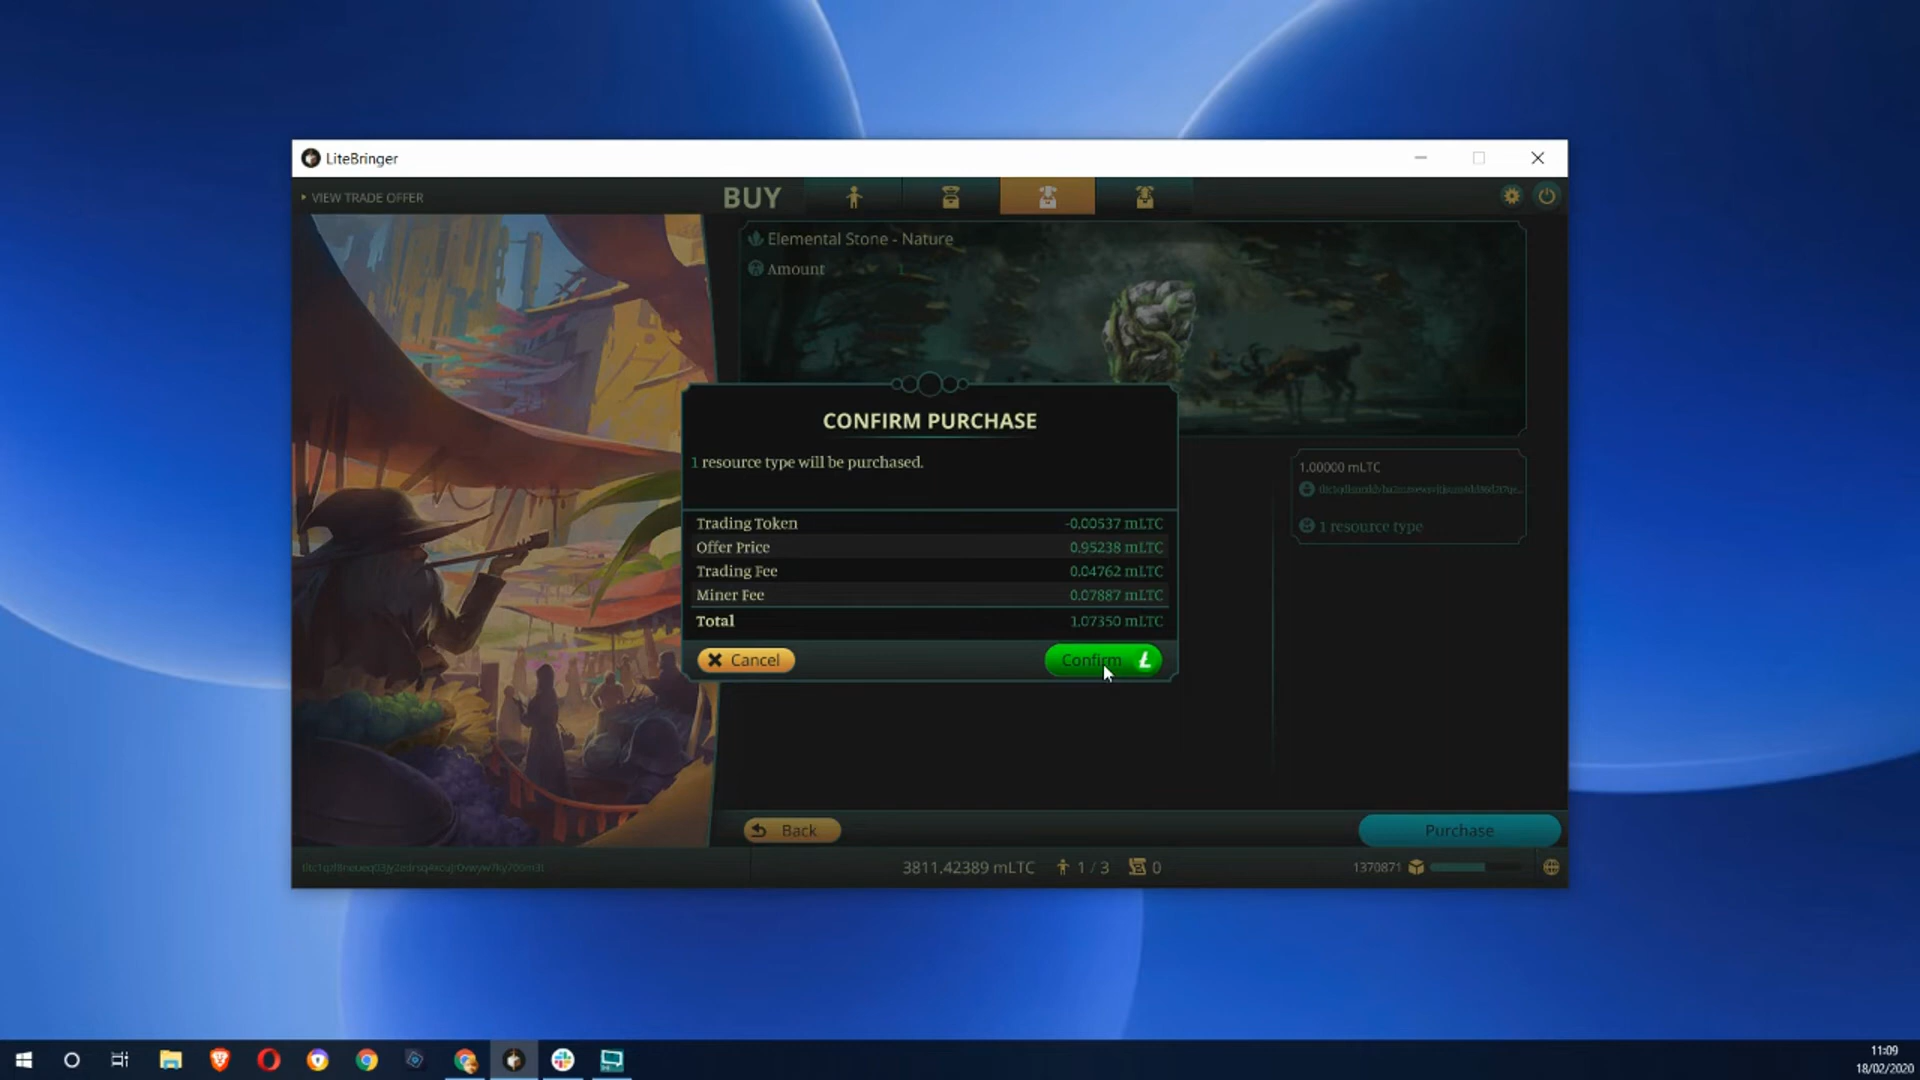 LiteBringer
VIEW TRADE OFFER
BUY
Elemental Stone - Nature
Amount 1
CONFIRM PURCHASE
1 resource type will be purchased.
Trading Token -0.00537 mLTC
Offer Price 0.95238 mLTC
Trading Fee 0.04762 mLTC
Miner Fee 0.07887 mLTC
Total 1.07350 mLTC
Cancel
Confirm
1.00000 mLTC
1 resource type
Back
Purchase
3811.42389 mLTC
1 / 3
0
1370871
11:09
18/02/2020